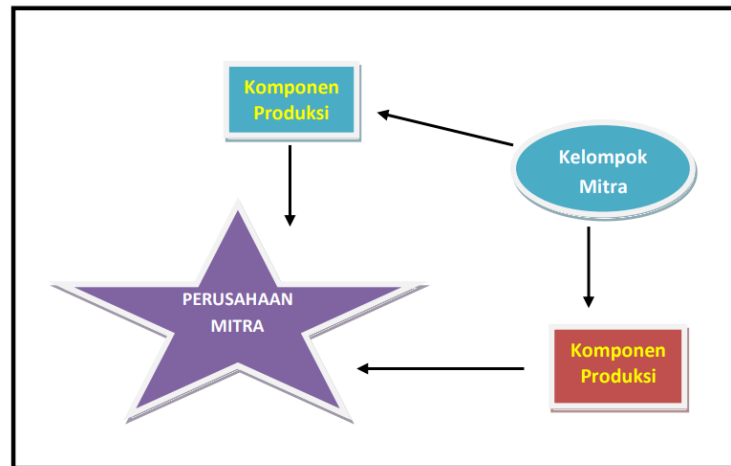 Komponen
Produksi
Kelompok
Mitra
PERUSAHAAN
MITRA
Komponen
Produksi